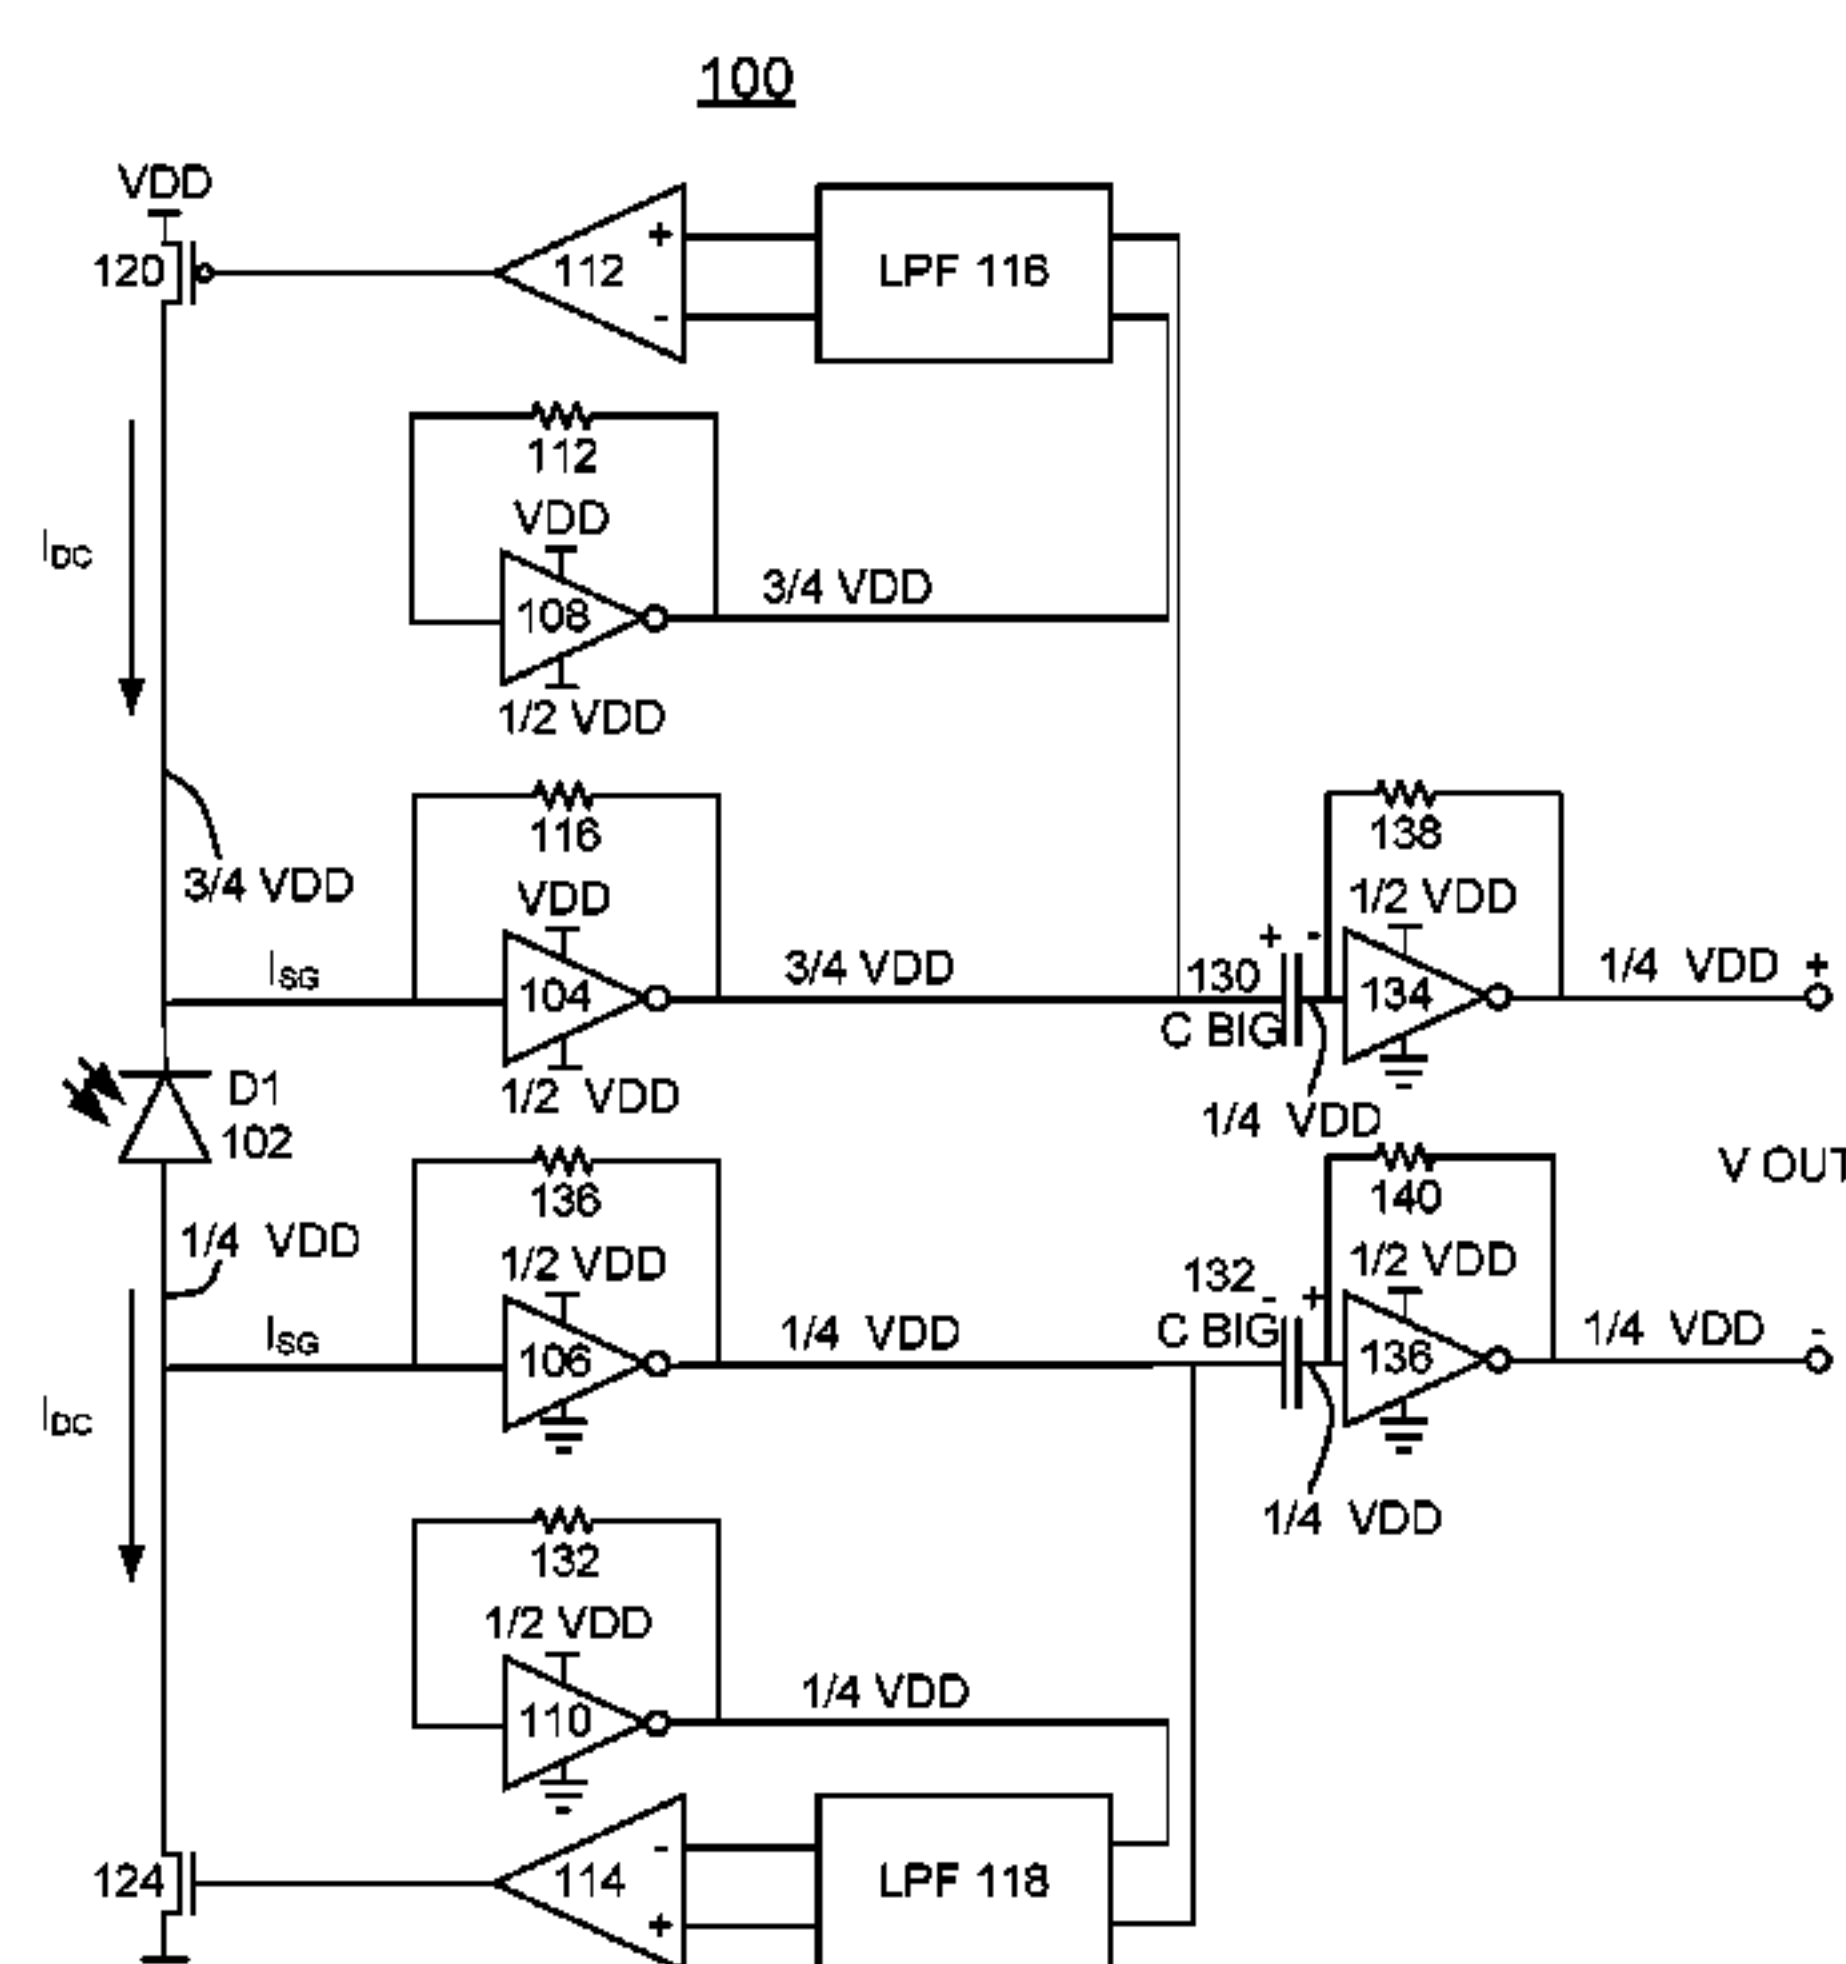 100
VDD
120
+
112
-
LPF 116
112
VDD
I_DC
108
3/4 VDD
1/2 VDD
116
138
3/4 VDD
VDD
1/2 VDD
I_SG
104
3/4 VDD
+ -
130
C BIG
134
1/4 VDD
+
D1
102
1/2 VDD
1/4 VDD
136
140
V OUT
1/4 VDD
1/2 VDD
132
1/2 VDD
- +
I_SG
106
1/4 VDD
C BIG
136
1/4 VDD
-
I_DC
1/4 VDD
132
1/2 VDD
110
1/4 VDD
124
-
114
+
LPF 118